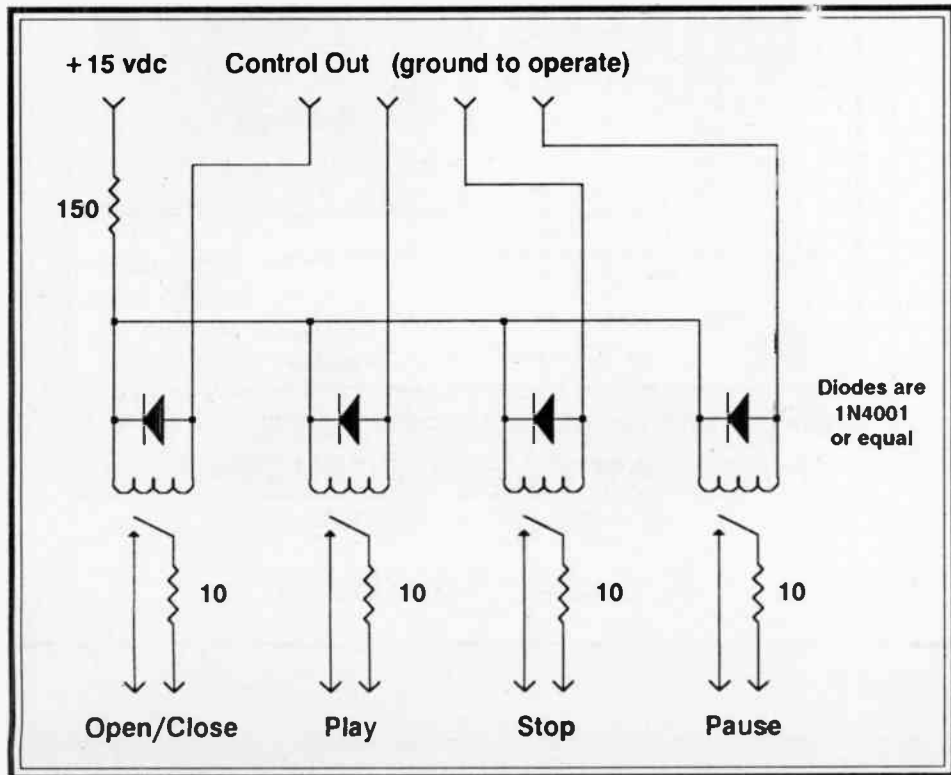 + 15 vdc Control Out (ground to operate)
150
Diodes are
1N4001
or equal
10 10 10 10
Open/Close Play Stop Pause